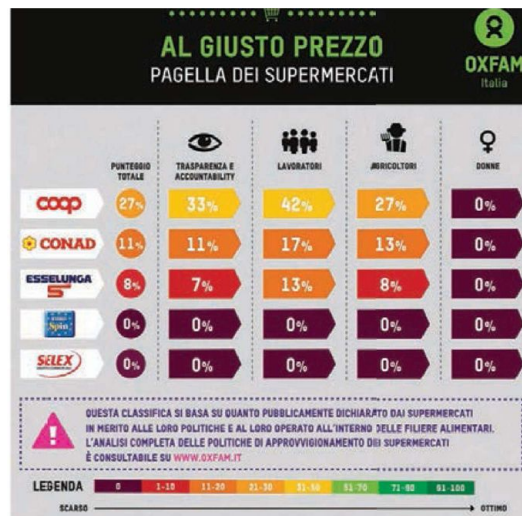 AL GIUSTO PREZZO
PAGELLA DEI SUPERMERCATI
OXFAM
Italia
PUNTEGGIO TOTALE
TRASPARENZA E ACCOUNTABILITY
LAVORATORI
AGRICOLTORI
DONNE
coop 27% 33% 42% 27% 0%
CONAD 11% 11% 17% 13% 0%
ESSELUNGA 8% 7% 13% 8% 0%
Spin 0% 0% 0% 0% 0%
SELEX 0% 0% 0% 0% 0%
QUESTA CLASSIFICA SI BASA SU QUANTO PUBBLICAMENTE DICHIARATO DAI SUPERMERCATI
IN MERITO ALLE LORO POLITICHE E AL LORO OPERATO ALL'INTERNO DELLE FILIERE ALIMENTARI.
L'ANALISI COMPLETA DELLE POLITICHE DI APPROVVIGIONAMENTO DEI SUPERMERCATI
È CONSULTABILE SU WWW.OXFAM.IT
LEGENDA 0 1-10 11-20 21-30 31-50 51-70 71-90 91-100
SCARSO OTTIMO